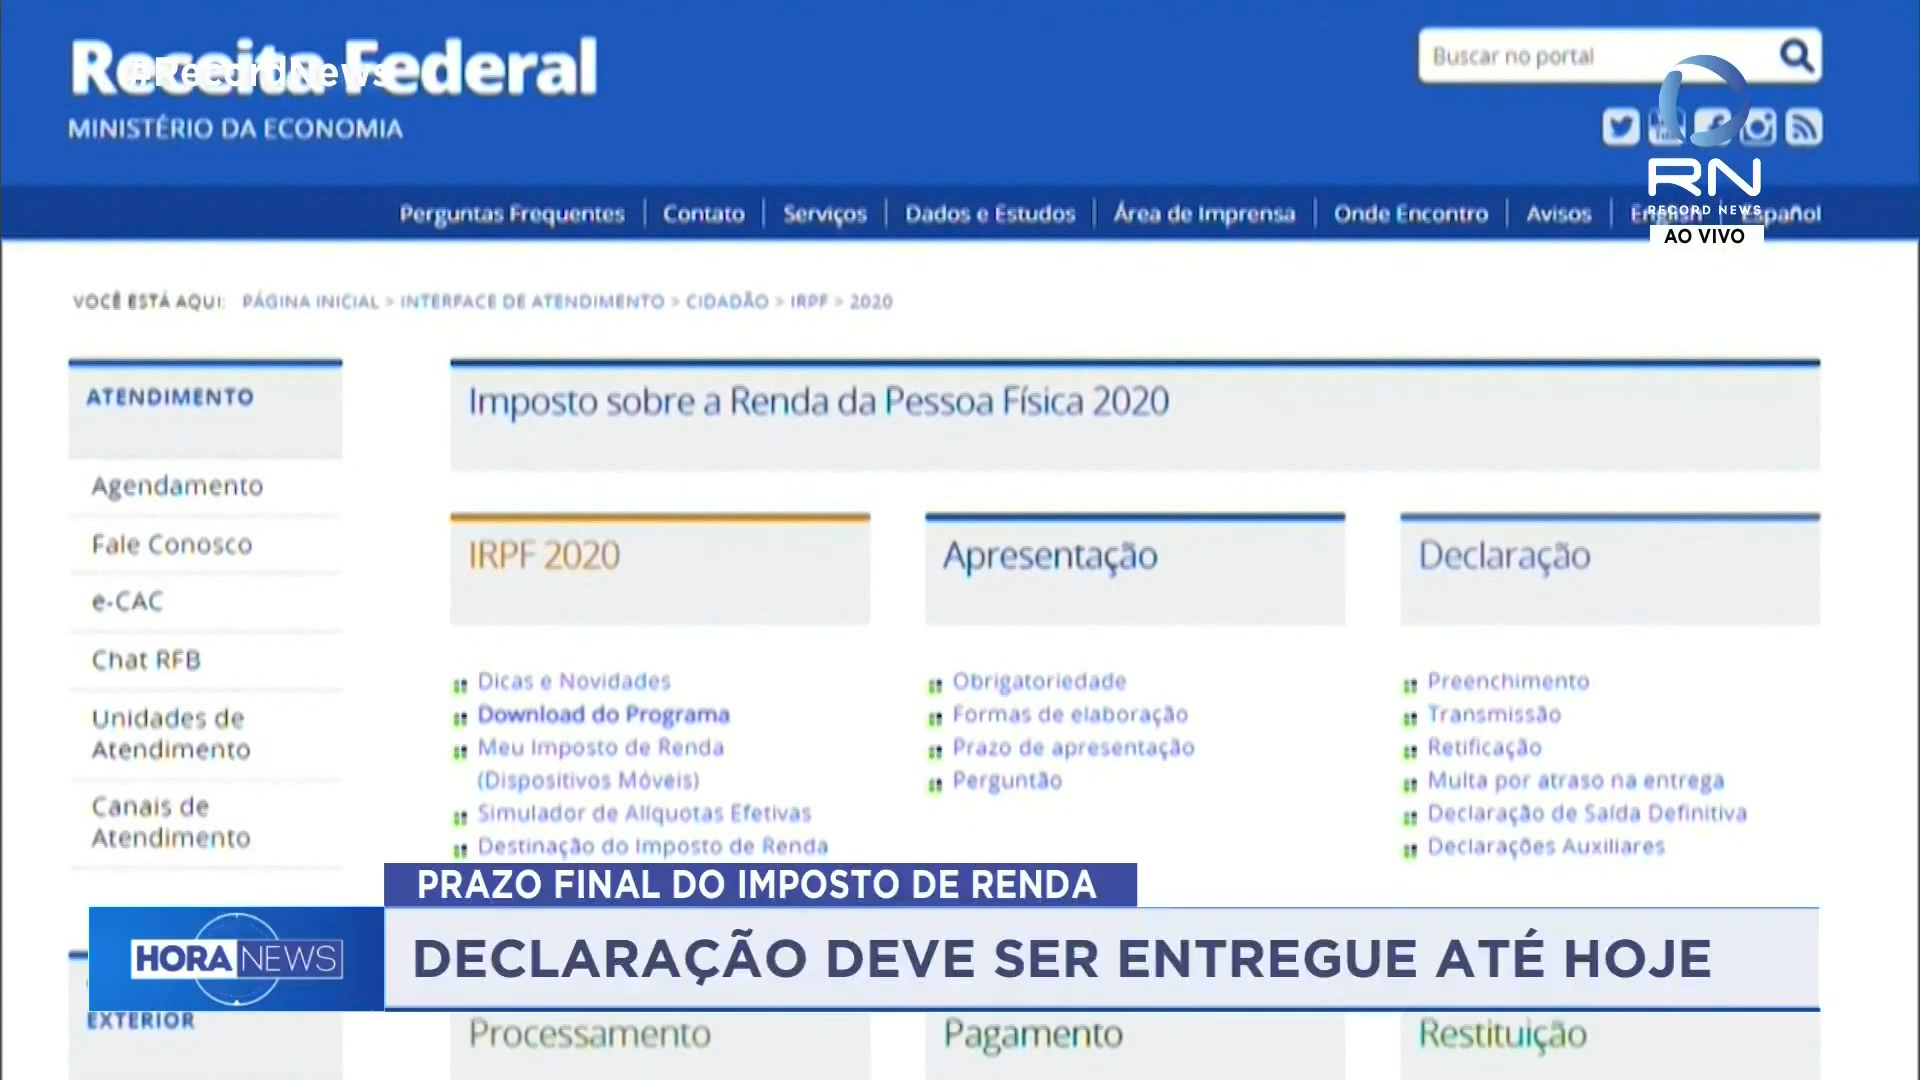 Receita Federal
#RecordNews
MINISTÉRIO DA ECONOMIA
Buscar no portal
RN
RECORD NEWS
AO VIVO
Perguntas Frequentes | Contato | Serviços | Dados e Estudos | Área de Imprensa | Onde Encontro | Avisos | English | Español
VOCÊ ESTÁ AQUI: PÁGINA INICIAL > INTERFACE DE ATENDIMENTO > CIDADÃO > IRPF > 2020
ATENDIMENTO
Agendamento
Fale Conosco
e-CAC
Chat RFB
Unidades de
Atendimento
Canais de
Atendimento
Imposto sobre a Renda da Pessoa Física 2020
IRPF 2020
Dicas e Novidades
Download do Programa
Meu Imposto de Renda
(Dispositivos Móveis)
Simulador de Alíquotas Efetivas
Destinação do Imposto de Renda
Apresentação
Obrigatoriedade
Formas de elaboração
Prazo de apresentação
Perguntão
Declaração
Preenchimento
Transmissão
Retificação
Multa por atraso na entrega
Declaração de Saída Definitiva
Declarações Auxiliares
PRAZO FINAL DO IMPOSTO DE RENDA
HORA NEWS
DECLARAÇÃO DEVE SER ENTREGUE ATÉ HOJE
EXTERIOR
Processamento
Pagamento
Restituição